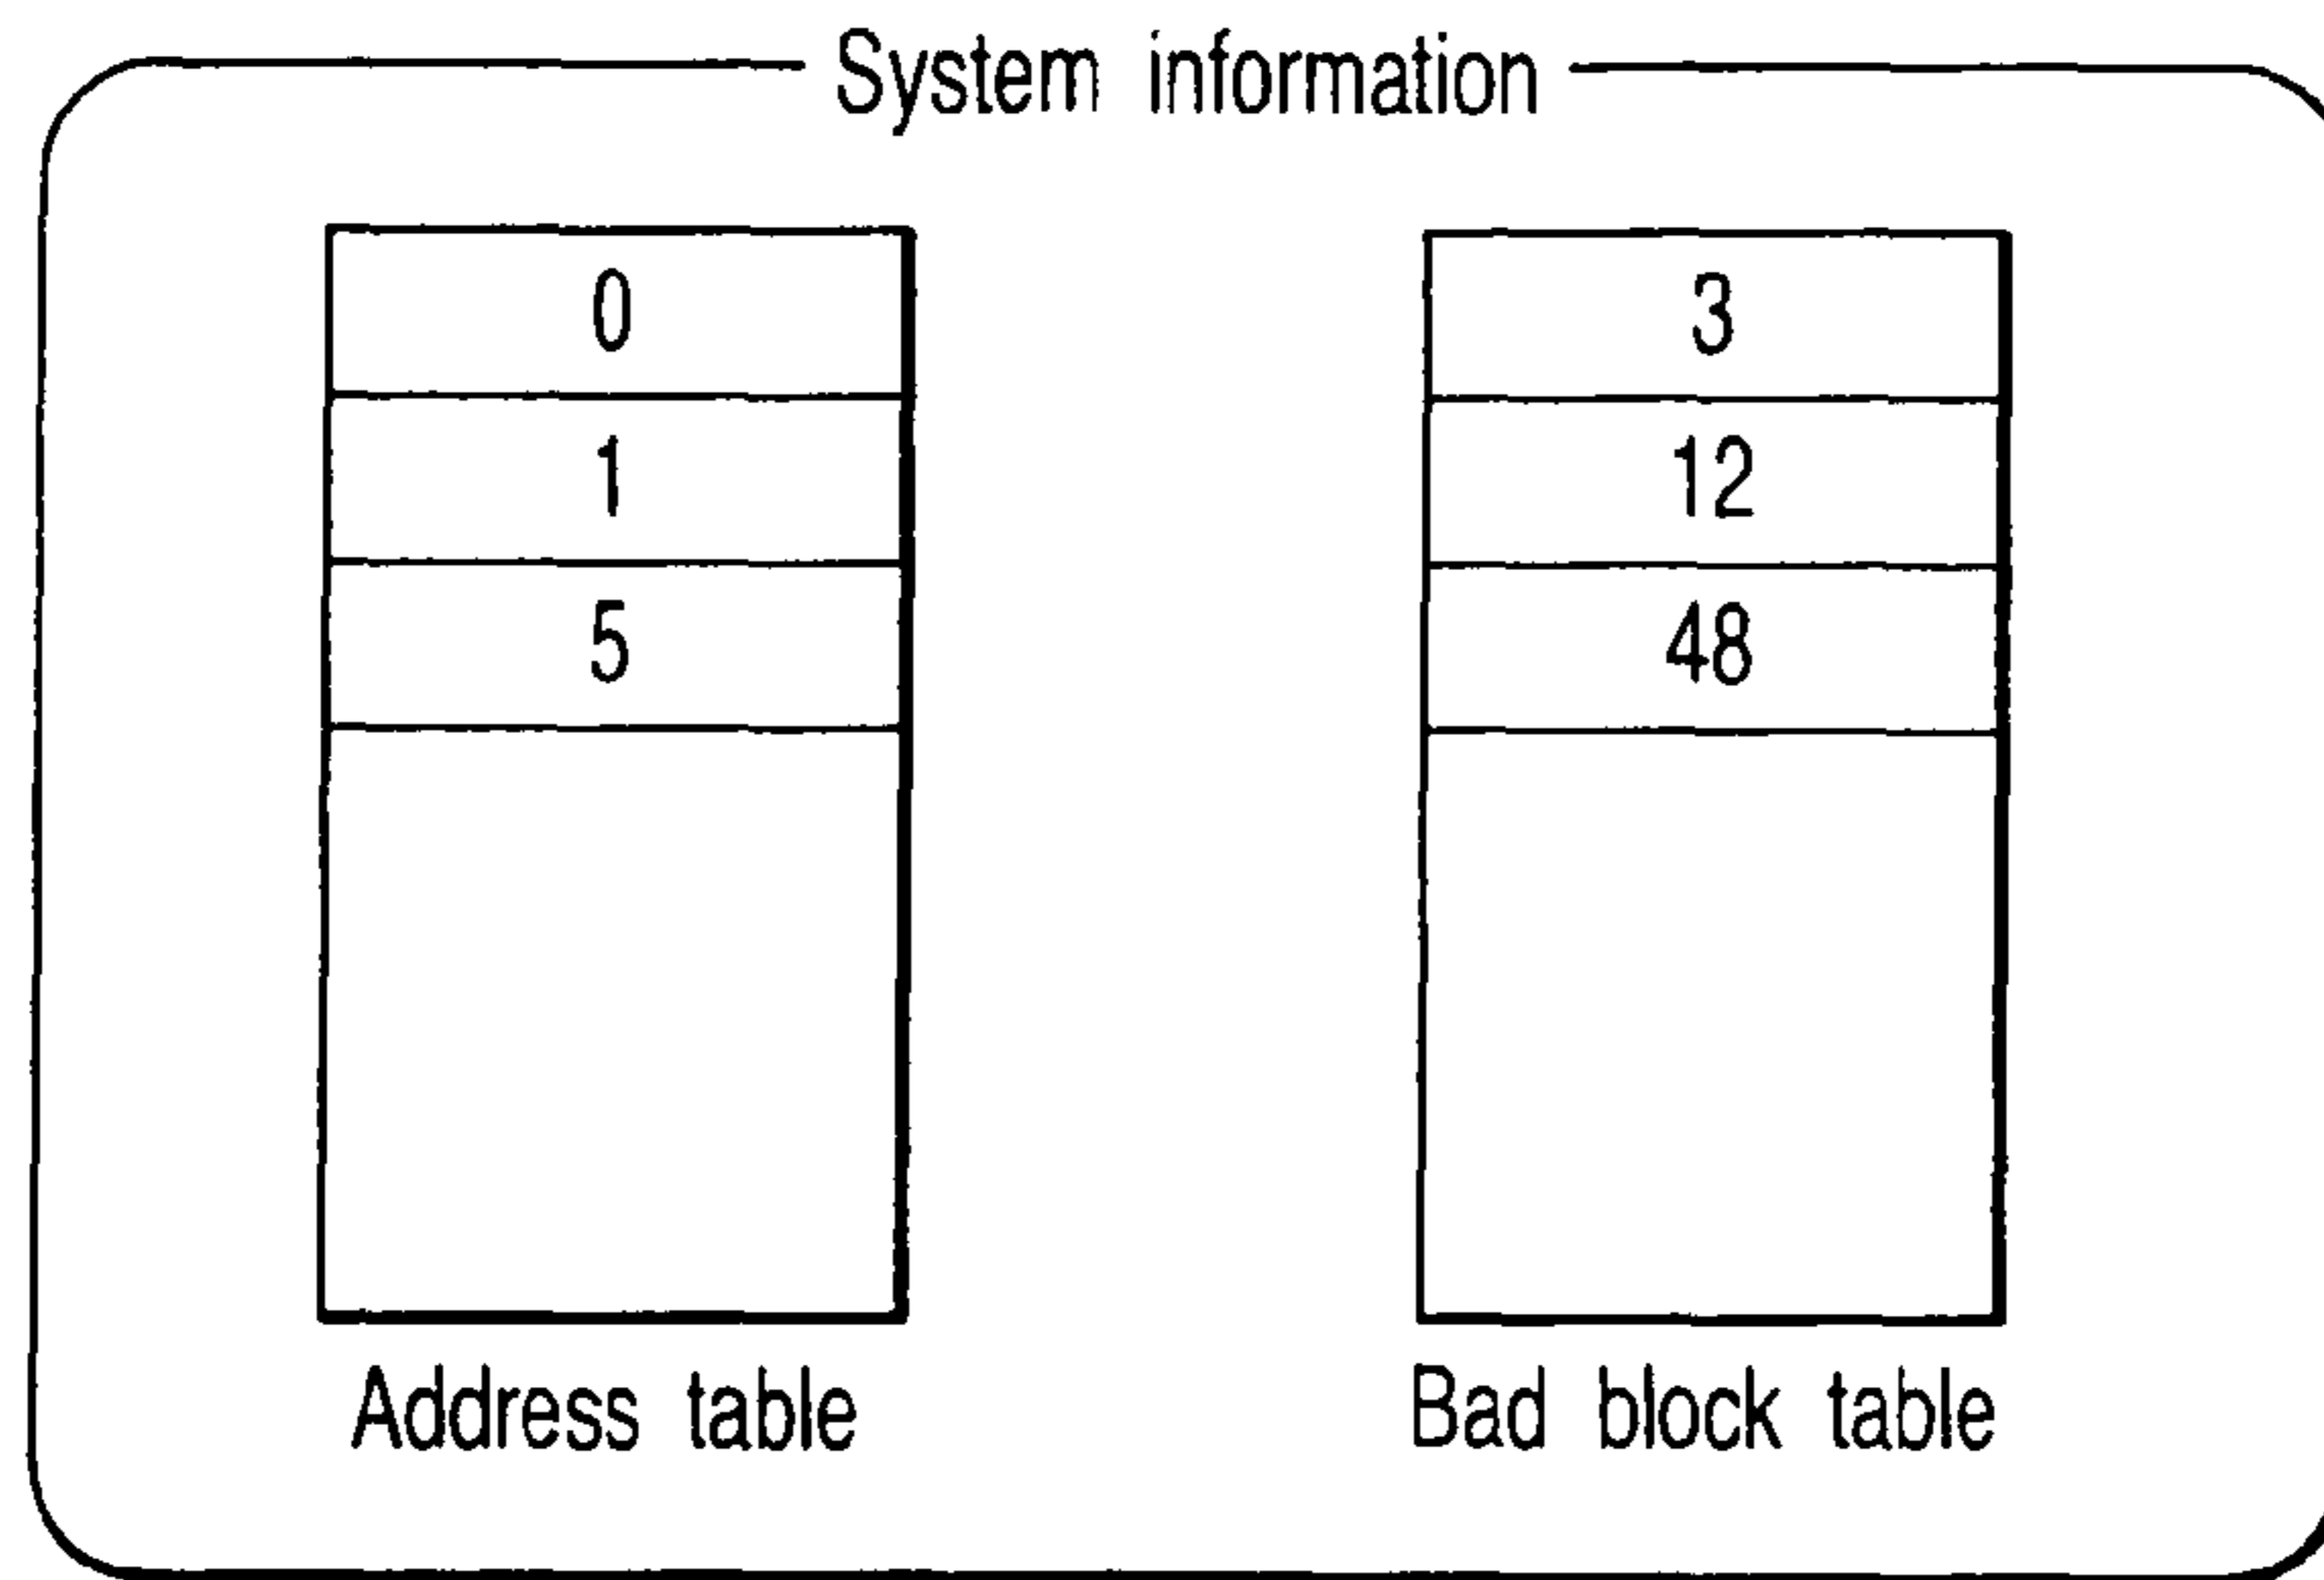 System information
0
1
5
Address table
3
12
48
Bad block table